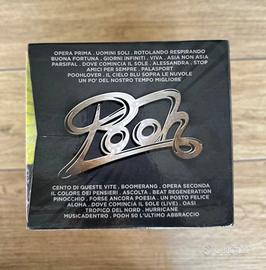 OPERA PRIMA . UOMINI SOLI . ROTOLANDO RESPIRANDO
BUONA FORTUNA . GIORNI INFINITI . VIVA . ASIA NON ASIA
PARSIFAL . DOVE COMINCIA IL SOLE . ALESSANDRA . STOP
AMICI PER SEMPRE . PALASPORT
POOHLOVER . IL CIELO BLU SOPRA LE NUVOLE
UN PO' DEL NOSTRO TEMPO MIGLIORE
Pooh
CENTO DI QUESTE VITE . BOOMERANG . OPERA SECONDA
IL COLORE DEI PENSIERI . ASCOLTA . BEAT REGENERATION
PINOCCHIO . FORSE ANCORA POESIA . UN POSTO FELICE
ALOHA . DOVE COMINCIA IL SOLE (LIVE) . OASI
TROPICO DEL NORD . HURRICANE
MUSICADENTRO . POOH 50 L'ULTIMO ABBRACCIO